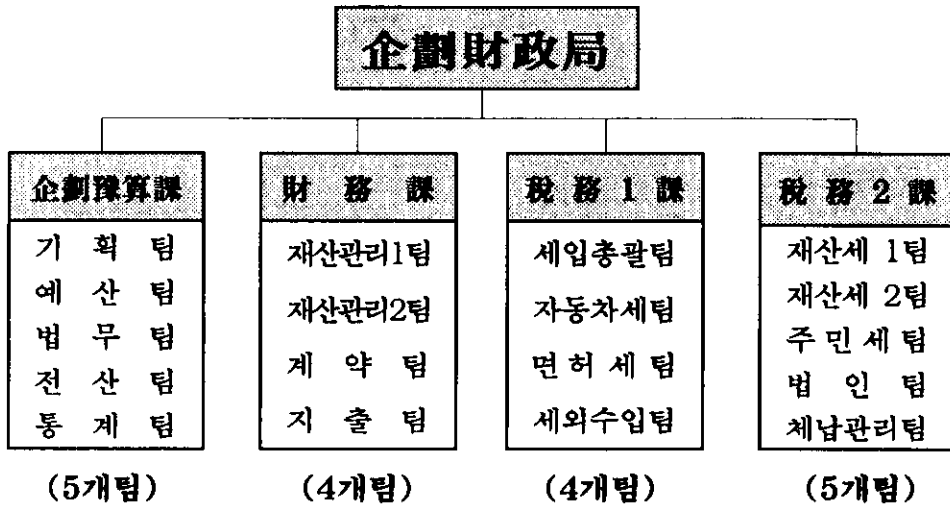 企劃財政局
企劃豫算課
기 획 팀
예 산 팀
법 무 팀
전 산 팀
통 계 팀
(5개팀)
財 務 課
재산관리1팀
재산관리2팀
계 약 팀
지 출 팀
(4개팀)
稅 務 1 課
세입총괄팀
자동차세팀
면 허 세 팀
세외수입팀
(4개팀)
稅 務 2 課
재산세 1팀
재산세 2팀
주 민 세 팀
법 인 팀
체납관리팀
(5개팀)